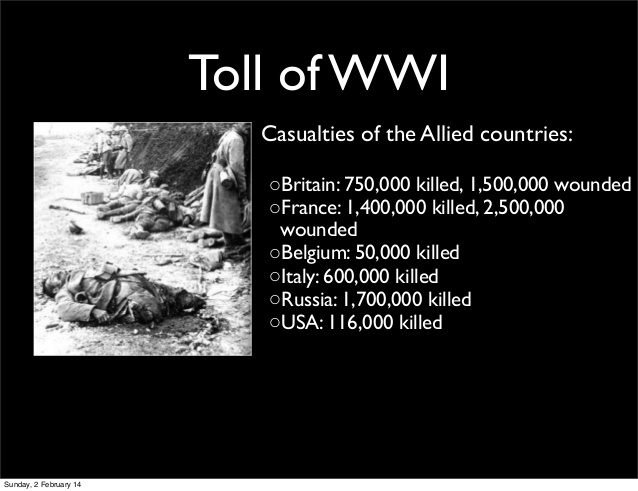 Toll of WWI
Casualties of the Allied countries:
○Britain: 750,000 killed, 1,500,000 wounded
○France: 1,400,000 killed, 2,500,000
wounded
○Belgium: 50,000 killed
○Italy: 600,000 killed
○Russia: 1,700,000 killed
○USA: 116,000 killed
Sunday, 2 February 14